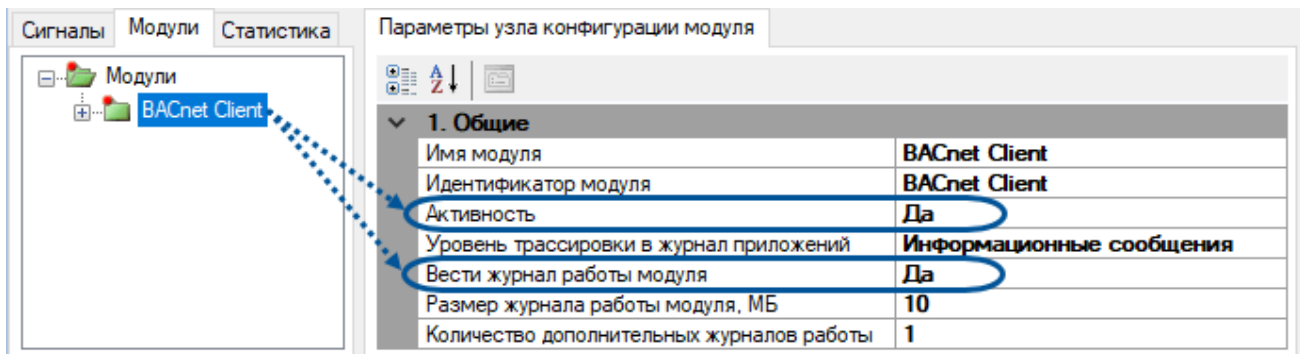 Сигналы Модули Статистика
Параметры узла конфигурации модуля
Модули
BACnet Client
1. Общие
Имя модуля BACnet Client
Идентификатор модуля BACnet Client
Активность Да
Уровень трассировки в журнал приложений Информационные сообщения
Вести журнал работы модуля Да
Размер журнала работы модуля, МБ 10
Количество дополнительных журналов работы 1